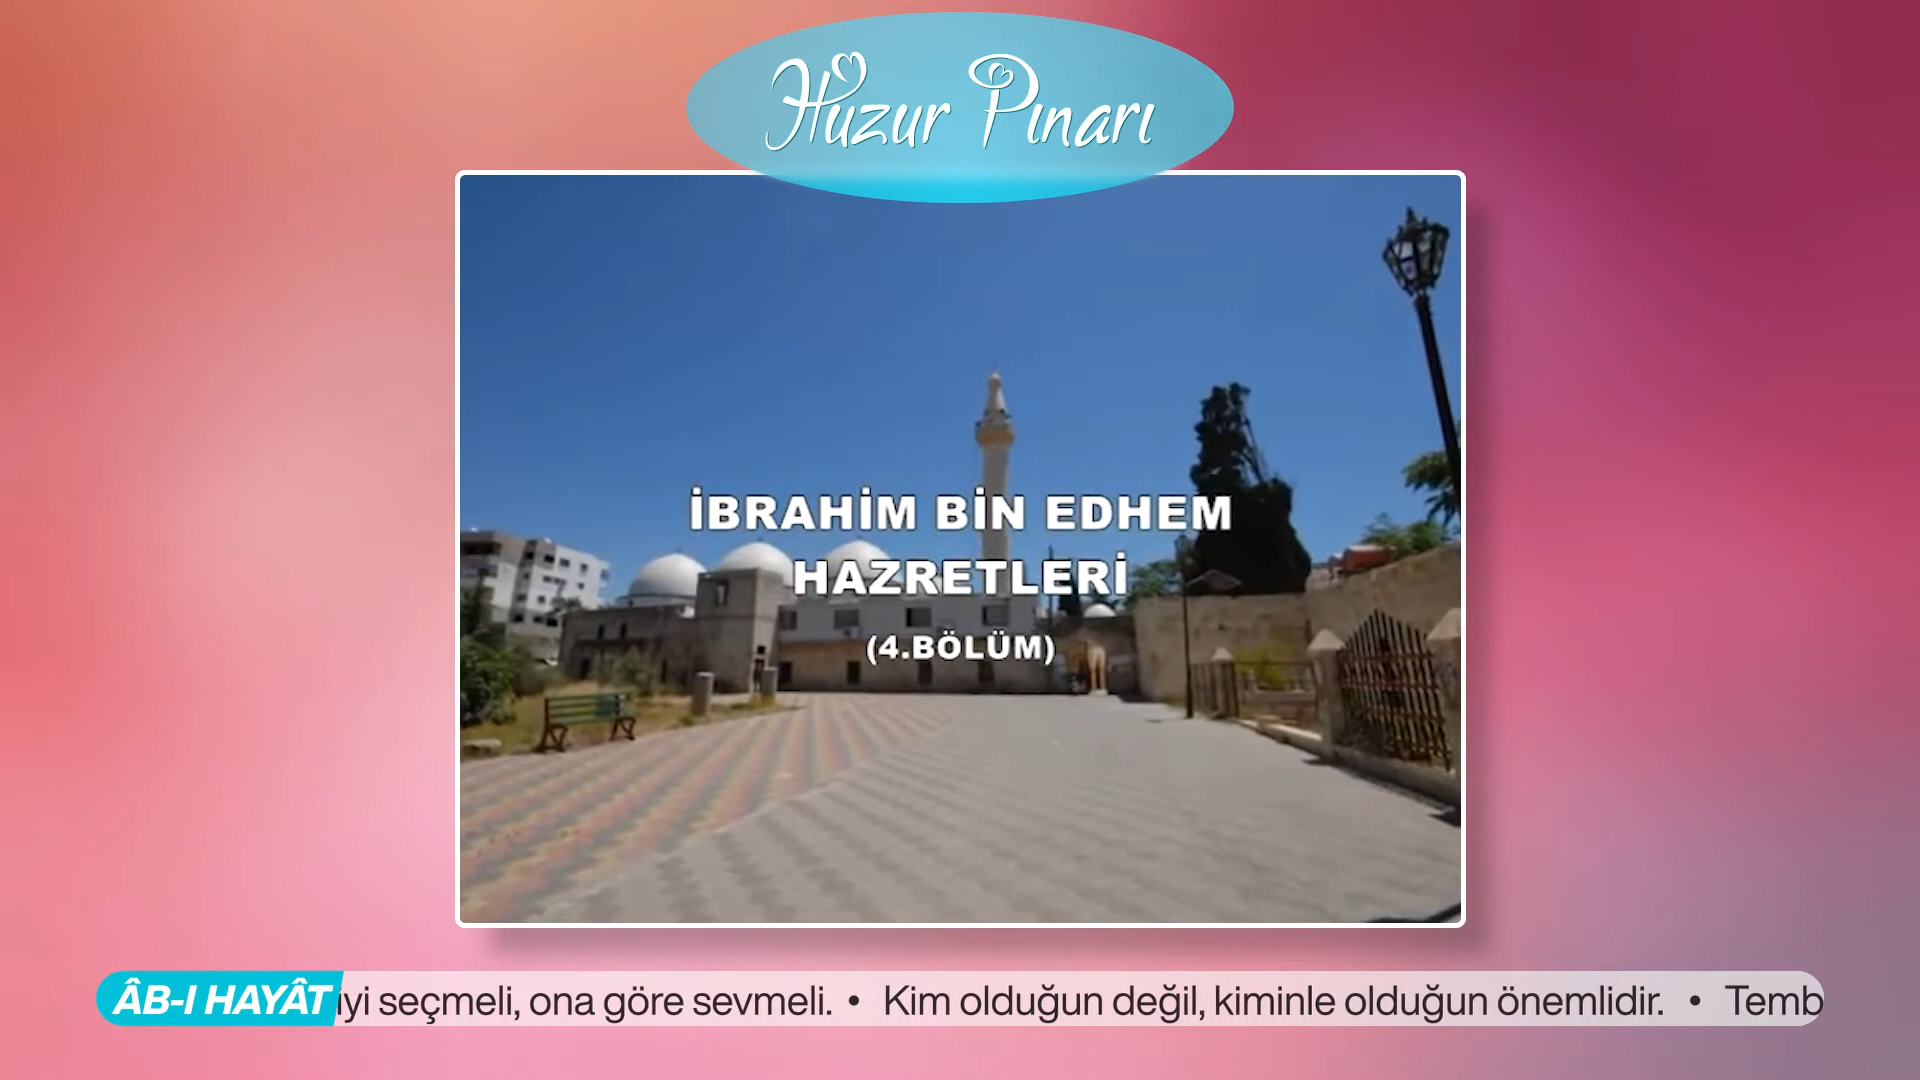 Huzur Pınarı
İBRAHİM BİN EDHEM
HAZRETLERİ
(4.BÖLÜM)
ÂB-I HAYÂT iyi seçmeli, ona göre sevmeli. • Kim olduğun değil, kiminle olduğun önemlidir. • Temb